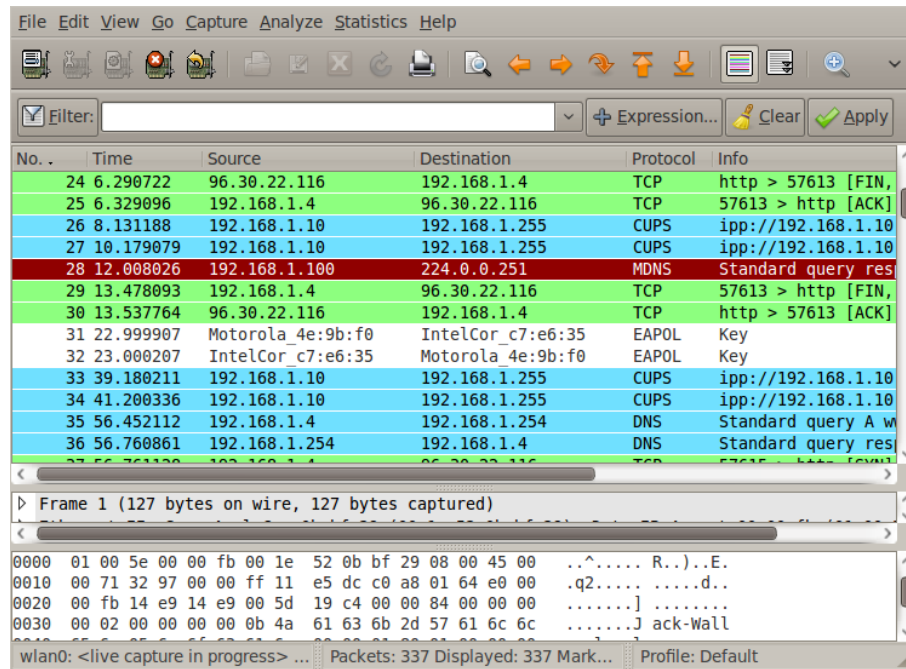 File Edit View Go Capture Analyze Statistics Help
Filter: Expression... Clear Apply
No. . Time Source Destination Protocol Info
24 6.290722 96.30.22.116 192.168.1.4 TCP http > 57613 [FIN,
25 6.329096 192.168.1.4 96.30.22.116 TCP 57613 > http [ACK]
26 8.131188 192.168.1.10 192.168.1.255 CUPS ipp://192.168.1.10
27 10.179079 192.168.1.10 192.168.1.255 CUPS ipp://192.168.1.10
28 12.008026 192.168.1.100 224.0.0.251 MDNS Standard query resp
29 13.478093 192.168.1.4 96.30.22.116 TCP 57613 > http [FIN,
30 13.537764 96.30.22.116 192.168.1.4 TCP http > 57613 [ACK]
31 22.999907 Motorola_4e:9b:f0 IntelCor_c7:e6:35 EAPOL Key
32 23.000207 IntelCor_c7:e6:35 Motorola_4e:9b:f0 EAPOL Key
33 39.180211 192.168.1.10 192.168.1.255 CUPS ipp://192.168.1.10
34 41.200336 192.168.1.10 192.168.1.255 CUPS ipp://192.168.1.10
35 56.452112 192.168.1.4 192.168.1.254 DNS Standard query A w
36 56.760861 192.168.1.254 192.168.1.4 DNS Standard query resp
Frame 1 (127 bytes on wire, 127 bytes captured)
0000 01 00 5e 00 00 fb 00 1e 52 0b bf 29 08 00 45 00 ..^..... R..)..E.
0010 00 71 32 97 00 00 ff 11 e5 dc c0 a8 01 64 e0 00 .q2..... .....d..
0020 00 fb 14 e9 14 e9 00 5d 19 c4 00 00 84 00 00 00 .......] ........
0030 00 02 00 00 00 00 0b 4a 61 63 6b 2d 57 61 6c 6c .......J ack-Wall
wlan0: <live capture in progress> ... Packets: 337 Displayed: 337 Mark... Profile: Default